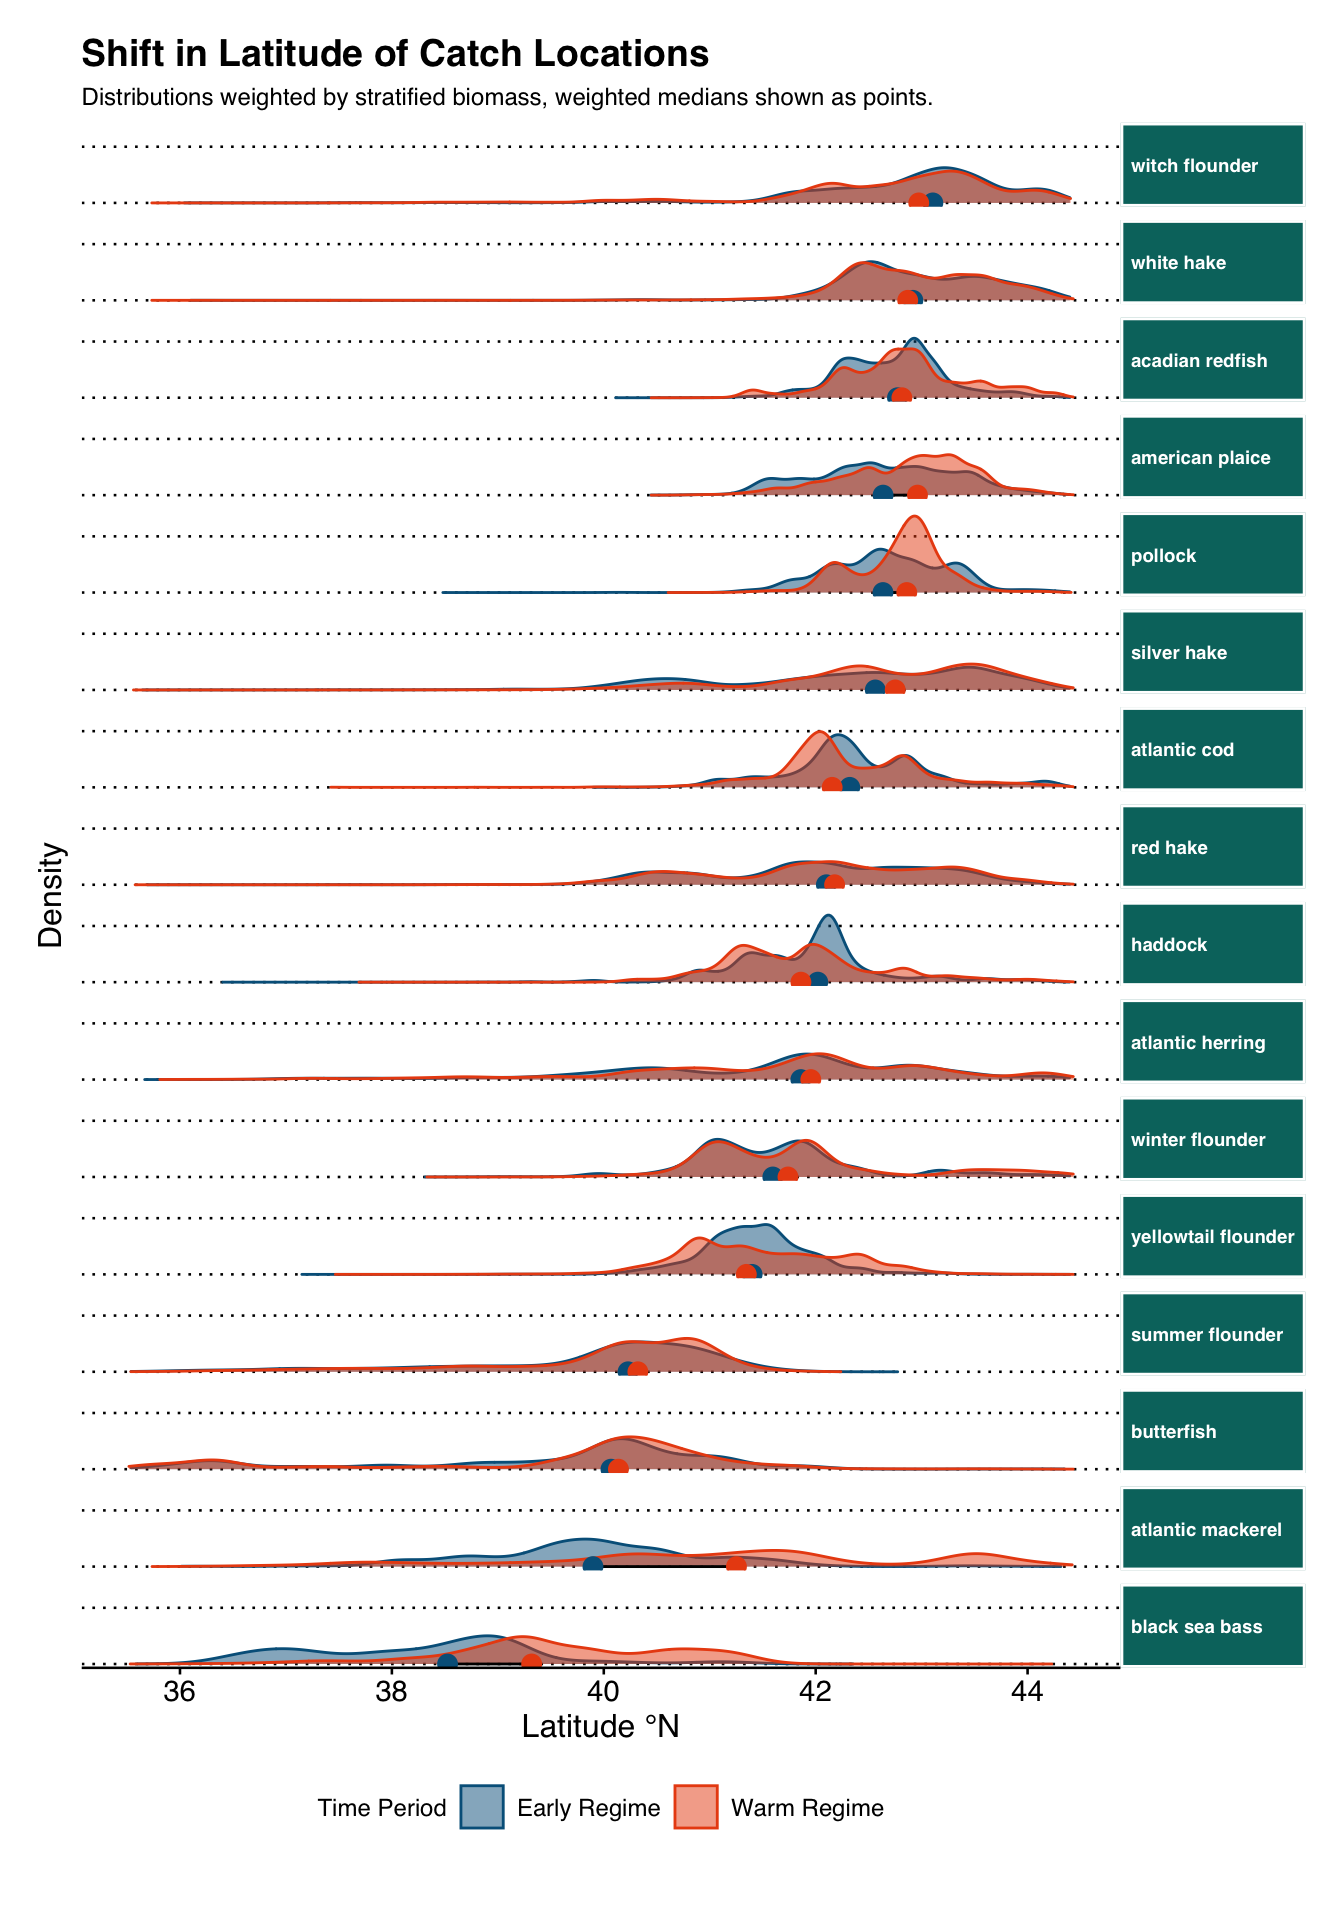 Shift in Latitude of Catch Locations
Distributions weighted by stratified biomass, weighted medians shown as points.
witch flounder
white hake
acadian redfish
american plaice
pollock
silver hake
atlantic cod
red hake
haddock
atlantic herring
winter flounder
yellowtail flounder
summer flounder
butterfish
atlantic mackerel
black sea bass
Density
36 38 40 42 44
Latitude °N
Time Period Early Regime Warm Regime